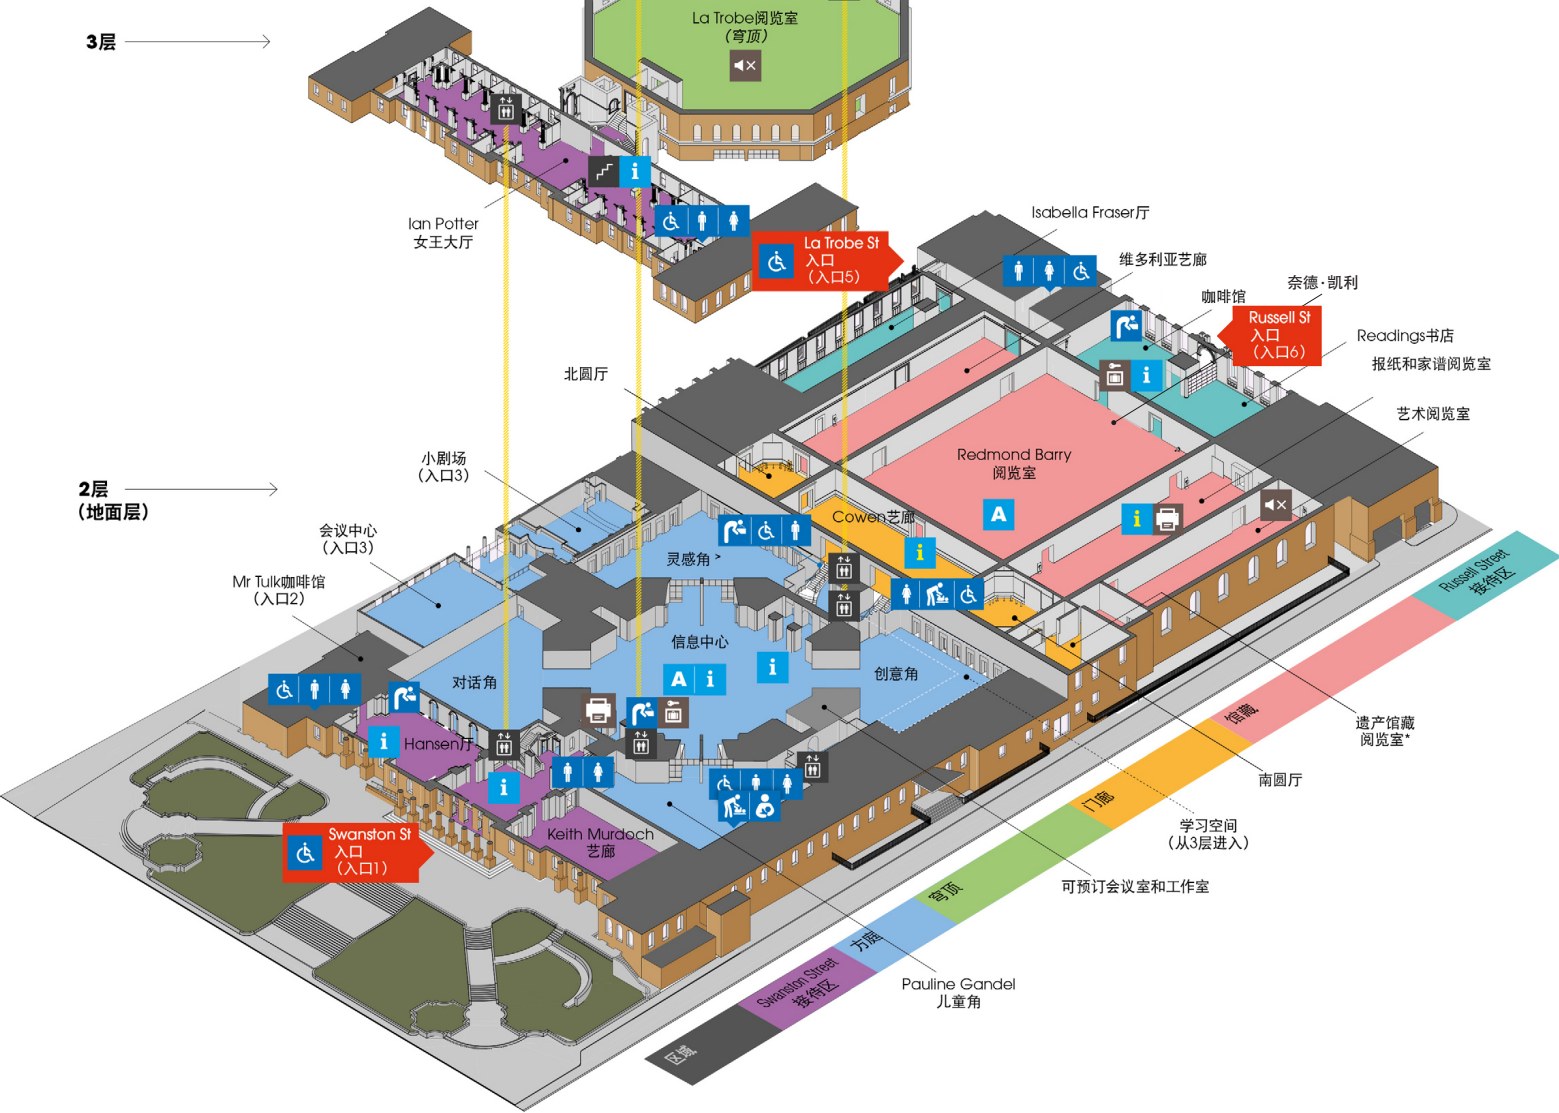 3层
La Trobe阅览室
（穹顶）
Ian Potter
女王大厅
La Trobe St
入口
（入口5）
Isabella Fraser厅
维多利亚艺廊
奈德·凯利
咖啡馆
Russell St
入口
（入口6）
Readings书店
报纸和家谱阅览室
艺术阅览室
北圆厅
小剧场
（入口3）
Redmond Barry
阅览室
A
2层
（地面层）
会议中心
（入口3）
Cowen艺廊
灵感角 >
Mr Tulk咖啡馆
（入口2）
信息中心
A
对话角
创意角
Hansen厅
Keith Murdoch
艺廊
Swanston St
入口
（入口1）
遗产馆藏
阅览室*
南圆厅
学习空间
（从3层进入）
可预订会议室和工作室
Pauline Gandel
儿童角
Russell Street
接待区
馆藏
门廊
穹顶
方庭
Swanston Street
接待区
区域